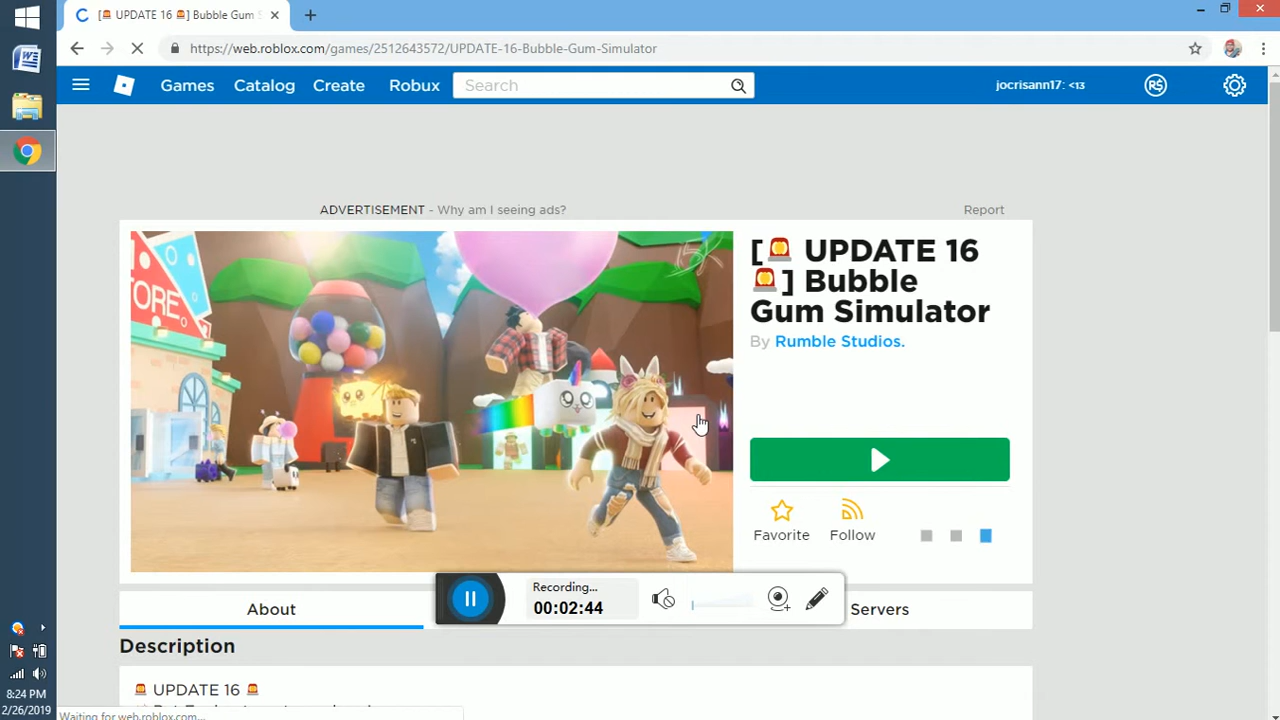 [🚨 UPDATE 16 🚨] Bubble Gum S
https://web.roblox.com/games/2512643572/UPDATE-16-Bubble-Gum-Simulator
Games Catalog Create Robux Search jocrisann17: <13 R$
ADVERTISEMENT - Why am I seeing ads? Report
TORE.
[🚨 UPDATE 16
🚨] Bubble
Gum Simulator
By Rumble Studios.
Favorite Follow
Recording...
00:02:44
About Servers
Description
🚨 UPDATE 16 🚨
Waiting for web.roblox.com...
8:24 PM
2/26/2019